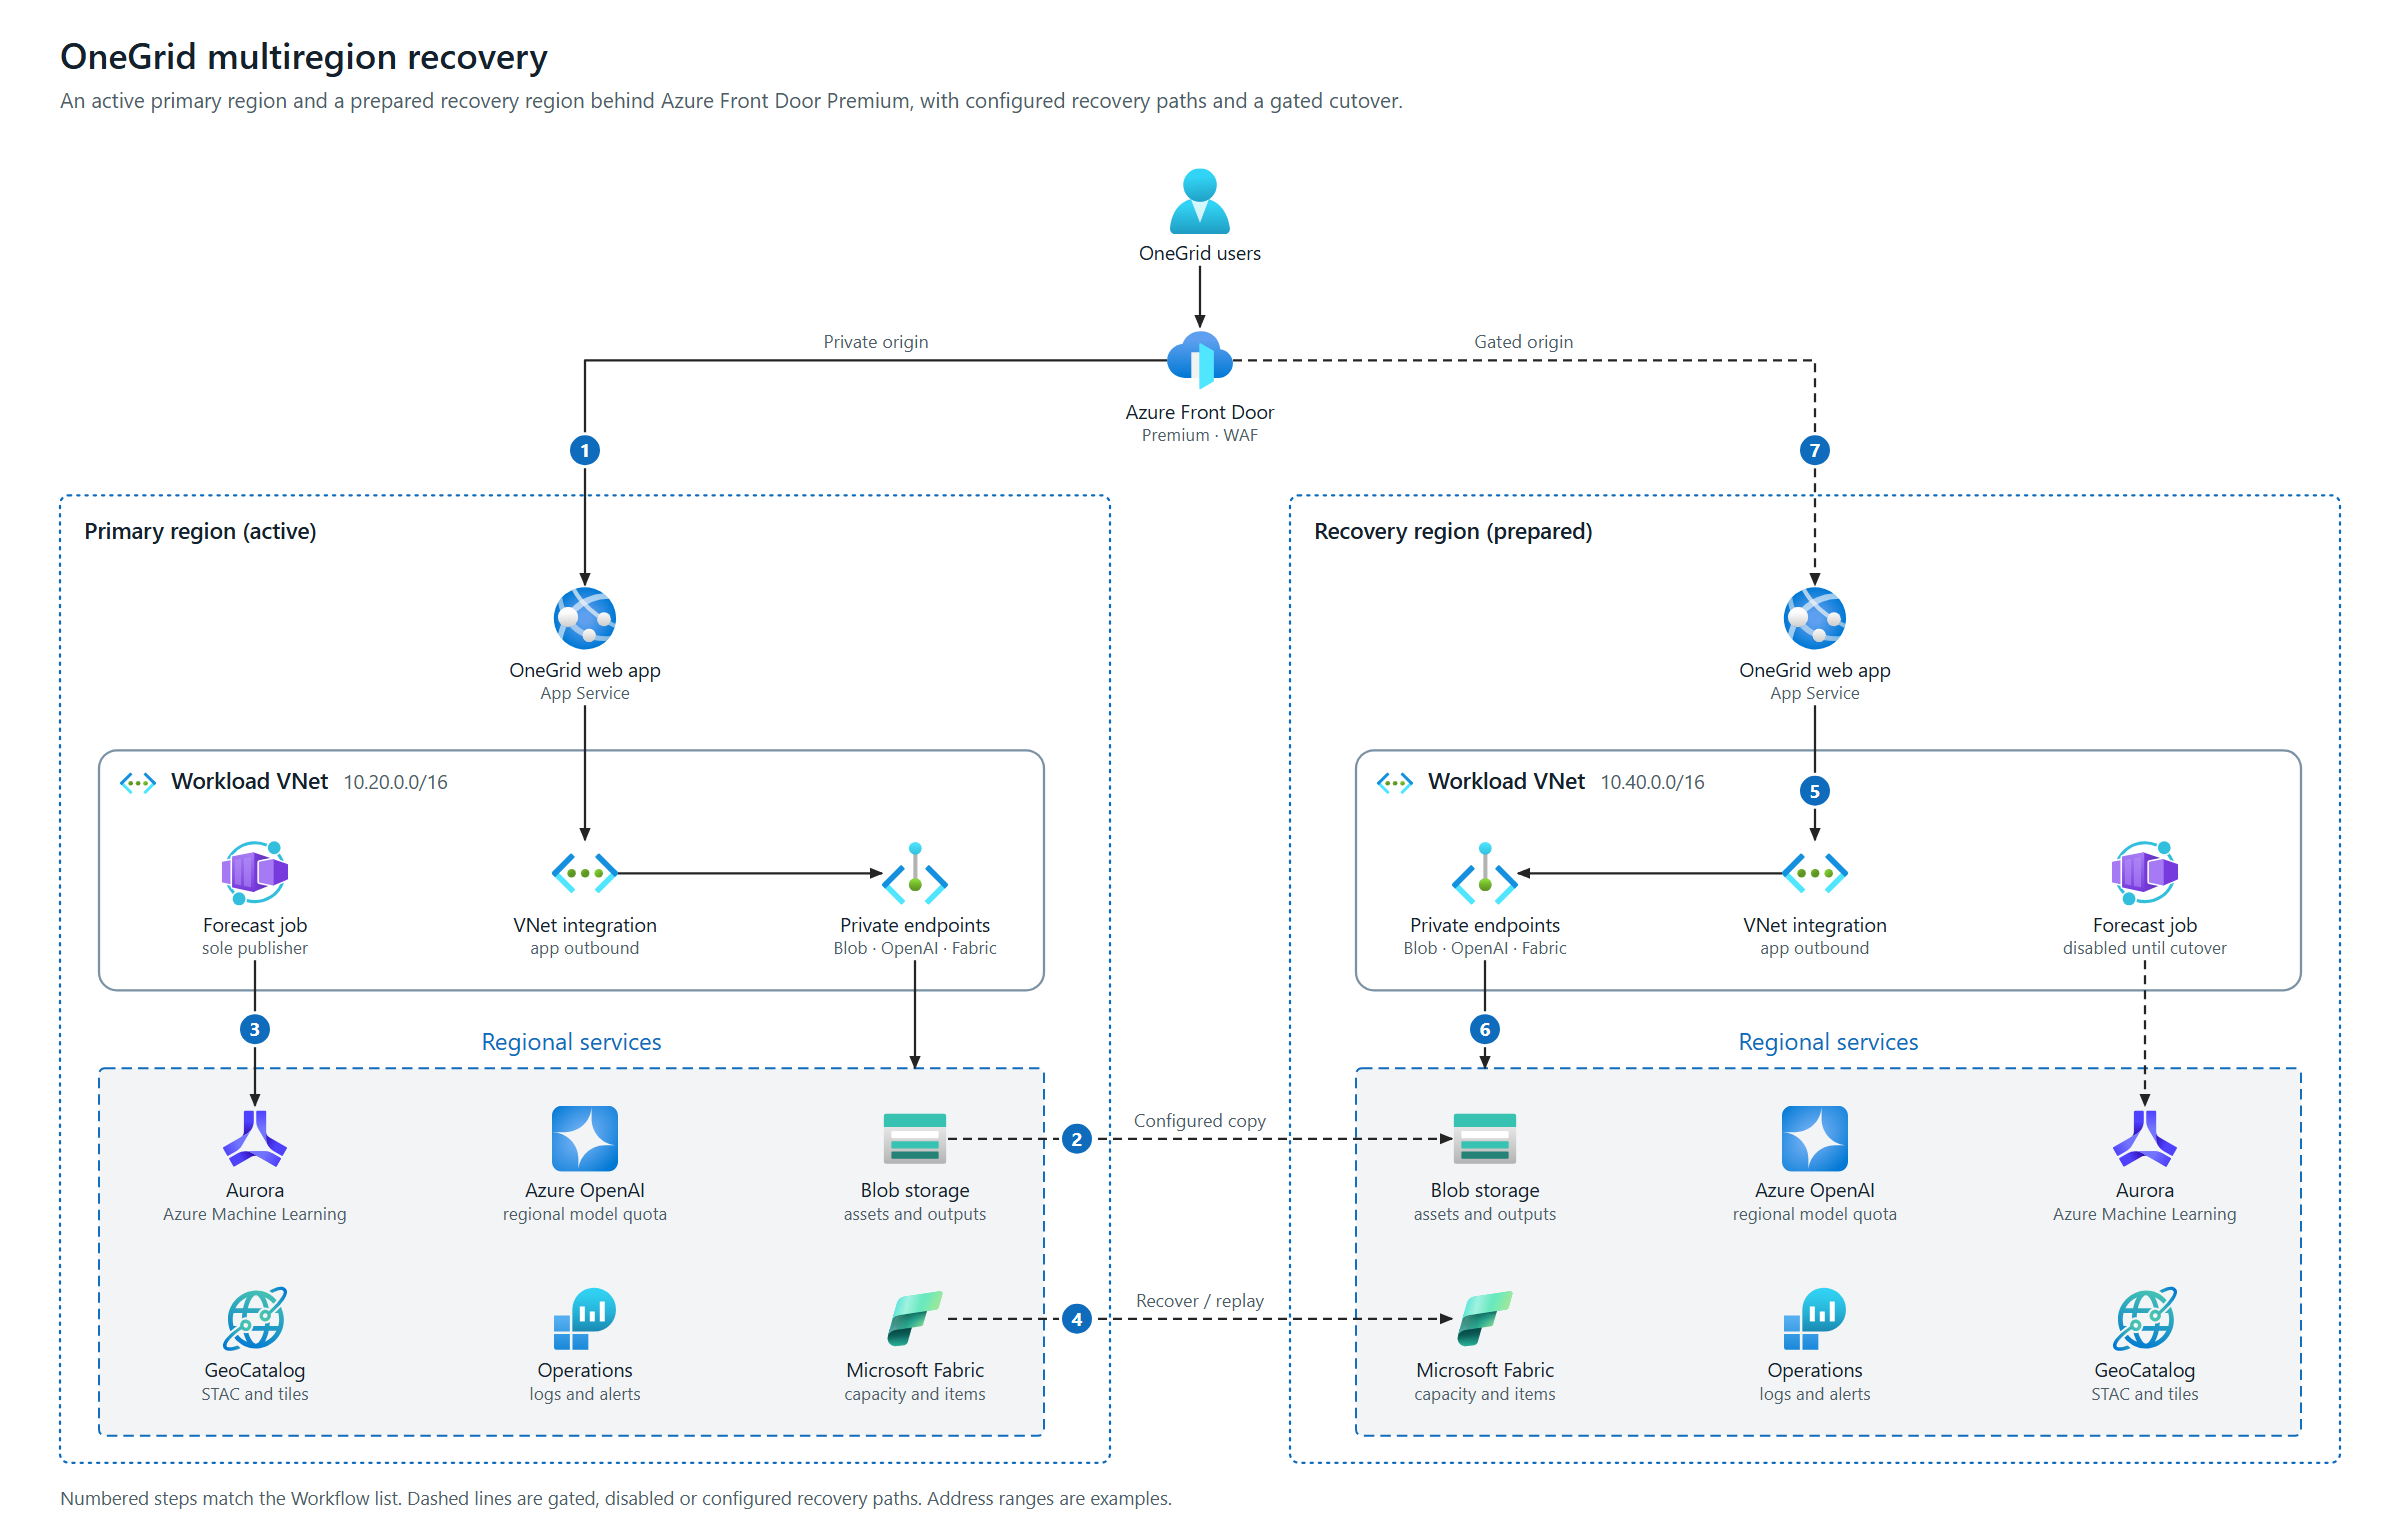 OneGrid multiregion recovery
An active primary region and a prepared recovery region behind Azure Front Door Premium, with configured recovery paths and a gated cutover.
OneGrid users
Private origin
Gated origin
Azure Front Door
Premium · WAF
1
7
Primary region (active)
OneGrid web app
App Service
Workload VNet 10.20.0.0/16
Forecast job
sole publisher
VNet integration
app outbound
Private endpoints
Blob · OpenAI · Fabric
3
Regional services
Aurora
Azure Machine Learning
Azure OpenAI
regional model quota
Blob storage
assets and outputs
GeoCatalog
STAC and tiles
Operations
logs and alerts
Microsoft Fabric
capacity and items
2
Configured copy
4
Recover / replay
Recovery region (prepared)
OneGrid web app
App Service
Workload VNet 10.40.0.0/16
5
Private endpoints
Blob · OpenAI · Fabric
VNet integration
app outbound
Forecast job
disabled until cutover
6
Regional services
Blob storage
assets and outputs
Azure OpenAI
regional model quota
Aurora
Azure Machine Learning
Microsoft Fabric
capacity and items
Operations
logs and alerts
GeoCatalog
STAC and tiles
Numbered steps match the Workflow list. Dashed lines are gated, disabled or configured recovery paths. Address ranges are examples.